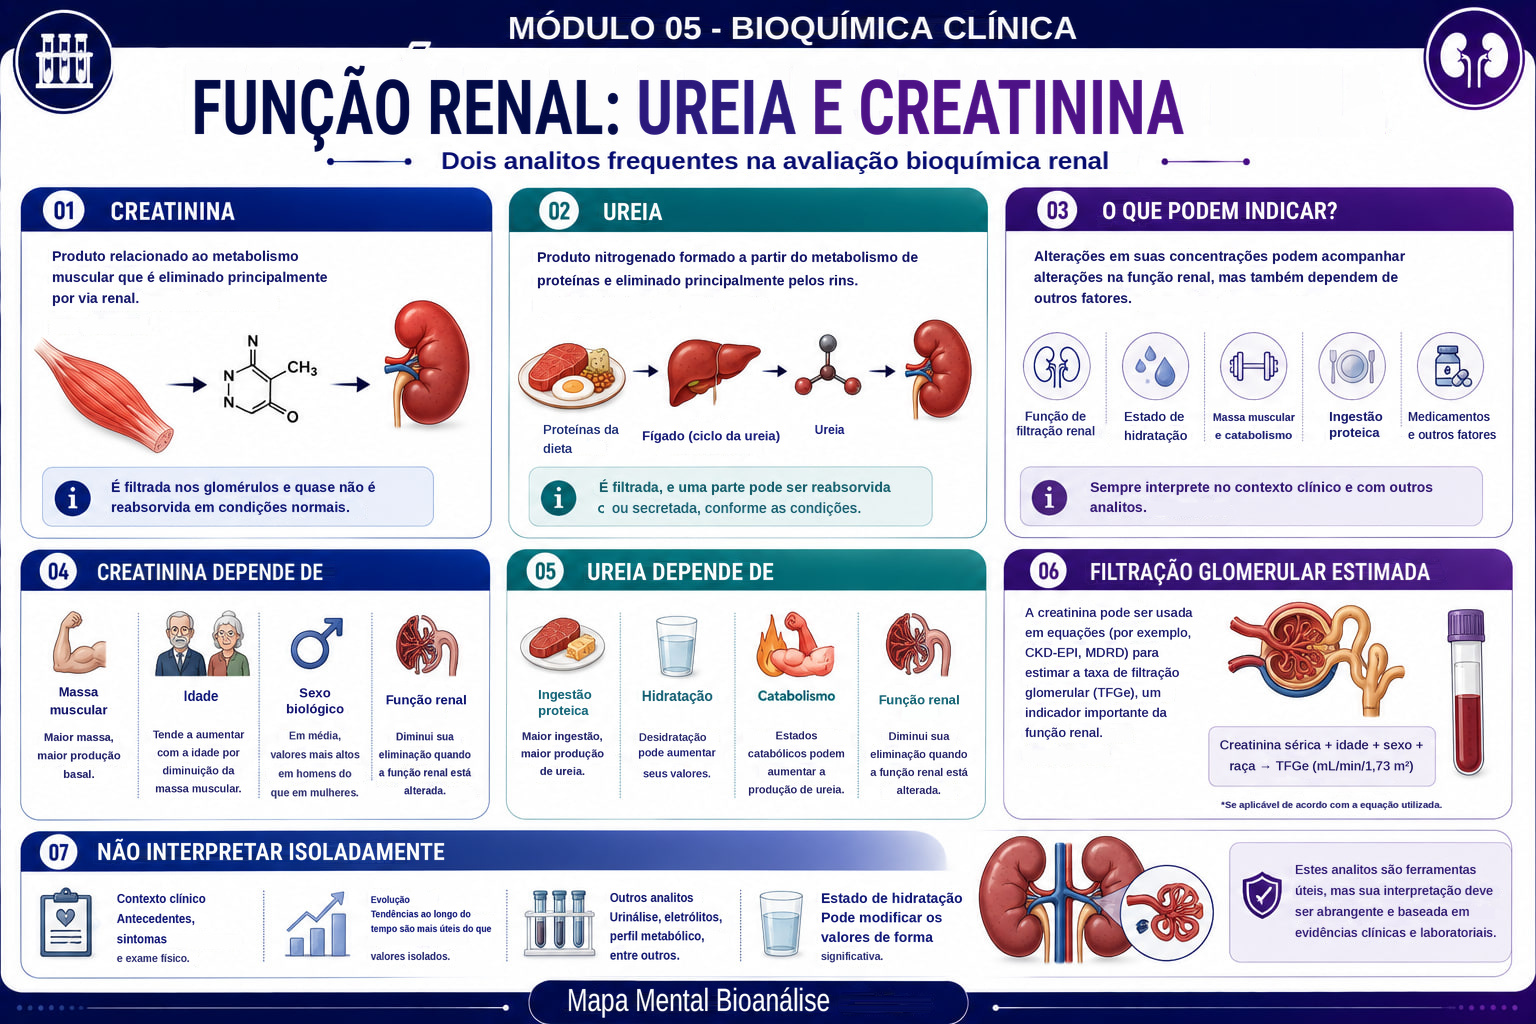 MÓDULO 05 - BIOQUÍMICA CLÍNICA
FUNÇÃO RENAL: UREIA E CREATININA
Dois analitos frequentes na avaliação bioquímica renal
01 CREATININA
Produto relacionado ao metabolismo
muscular que é eliminado principalmente
por via renal.
N
N
N
CH₃
O
É filtrada nos glomérulos e quase não é
reabsorvida em condições normais.
02 UREIA
Produto nitrogenado formado a partir do metabolismo de
proteínas e eliminado principalmente pelos rins.
Proteínas da
dieta
Fígado (ciclo da ureia)
Ureia
É filtrada, e uma parte pode ser reabsorvida
c ou secretada, conforme as condições.
03 O QUE PODEM INDICAR?
Alterações em suas concentrações podem acompanhar
alterações na função renal, mas também dependem de
outros fatores.
Função de
filtração renal
Estado de
hidratação
Massa muscular
e catabolismo
Ingestão
proteica
Medicamentos
e outros fatores
Sempre interprete no contexto clínico e com outros
analitos.
04 CREATININA DEPENDE DE
Massa
muscular
Maior massa,
maior produção
basal.
Idade
Tende a aumentar
com a idade por
diminuição da
massa muscular.
Sexo
biológico
Em média,
valores mais altos
em homens do
que em mulheres.
Função renal
Diminui sua
eliminação quando
a função renal está
alterada.
05 UREIA DEPENDE DE
Ingestão
proteica
Maior ingestão,
maior produção
de ureia.
Hidratação
Desidratação
pode aumentar
seus valores.
Catabolismo
Estados
catabólicos podem
aumentar a
produção de ureia.
Função renal
Diminui sua
eliminação quando
a função renal está
alterada.
06 FILTRAÇÃO GLOMERULAR ESTIMADA
A creatinina pode ser usada
em equações (por exemplo,
CKD-EPI, MDRD) para
estimar a taxa de filtração
glomerular (TFGe), um
indicador importante da
função renal.
Creatinina sérica + idade + sexo +
raça → TFGe (mL/min/1,73 m²)
*Se aplicável de acordo com a equação utilizada.
07 NÃO INTERPRETAR ISOLADAMENTE
Contexto clínico
Antecedentes,
sintomas
e exame físico.
Evolução
Tendências ao longo do
tempo são mais úteis do que
valores isolados.
Outros analitos
Urinálise, eletrólitos,
perfil metabólico,
entre outros.
Estado de hidratação
Pode modificar os
valores de forma
significativa.
Estes analitos são ferramentas
úteis, mas sua interpretação deve
ser abrangente e baseada em
evidências clínicas e laboratoriais.
Mapa Mental Bioanálise